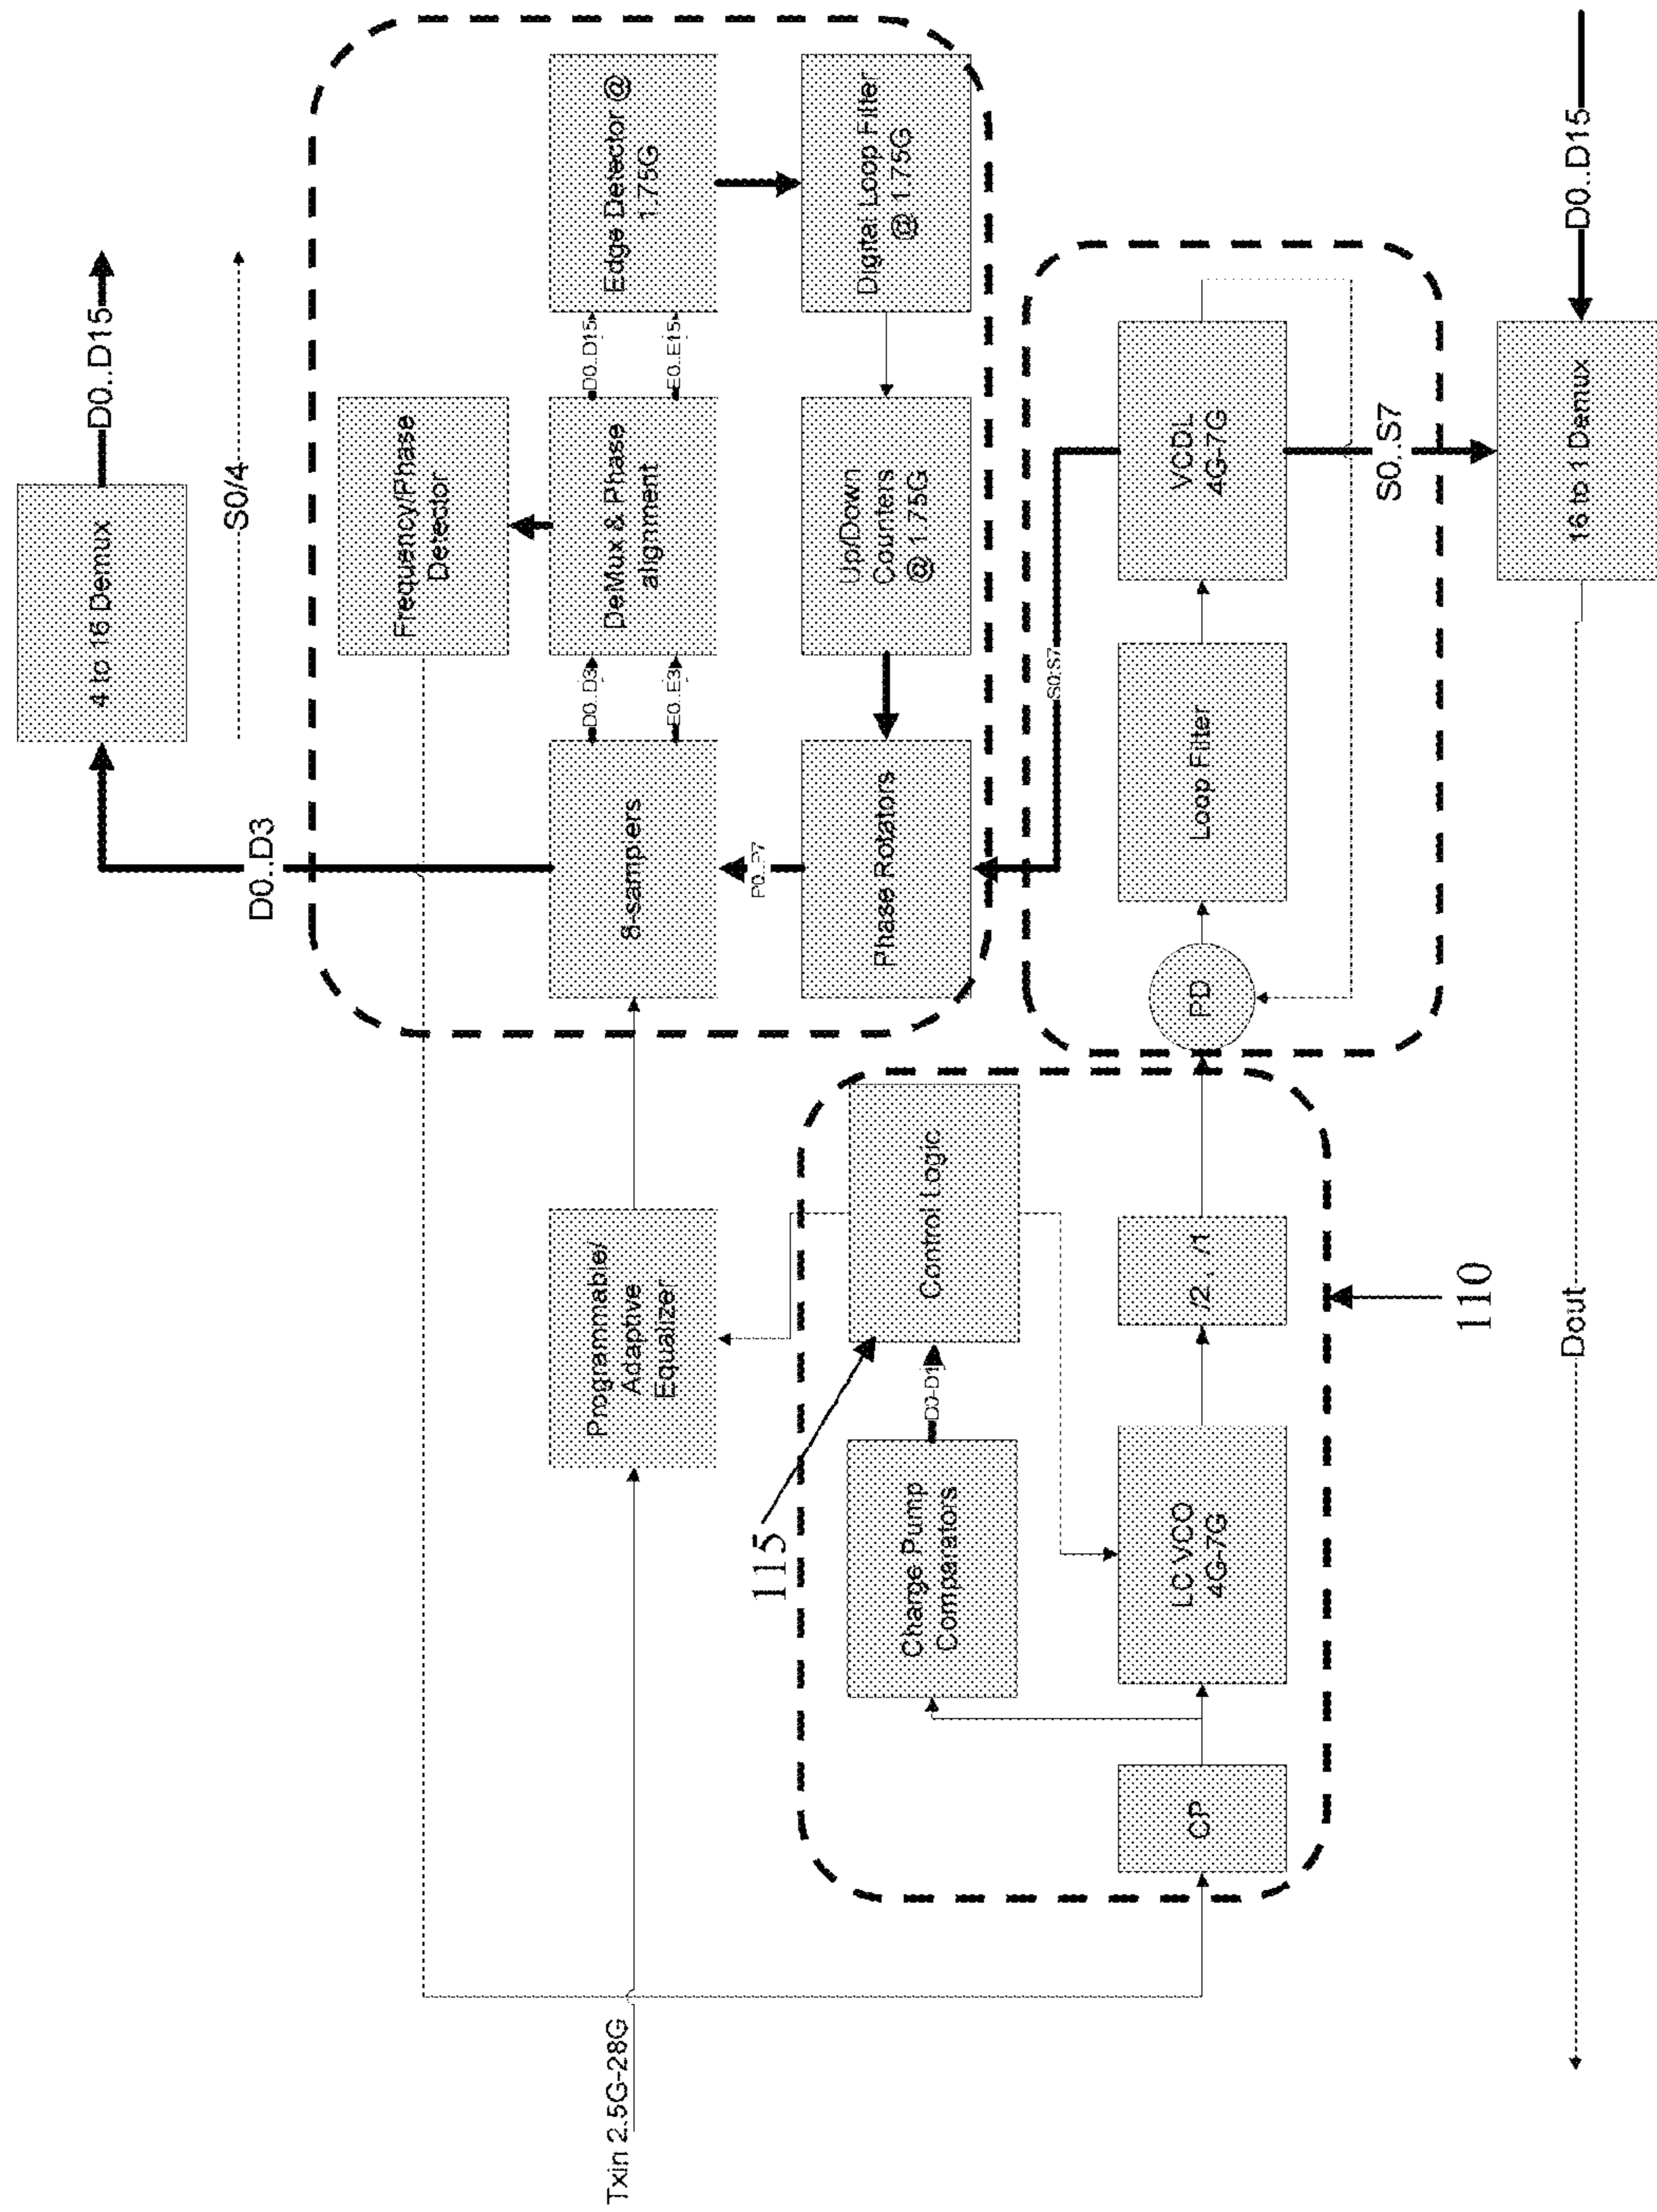 4 to 16 Demux
D0..D15
S0/4
D0..D3
Frequency/Phase
Detector
8-samplers
D0..D3
E0..E3
DeMux & Phase
alignment
D0..D15
E0..E15
Edge Detector @
1.75G
P0..P7
Phase Rotators
Up/Down
Counters
@ 1.75G
Digital Loop Filter
@ 1.75G
Txin 2.5G-28G
Programmable/
Adaptive
Equalizer
115
Charge Pump
Comparators
D0-D1
Control Logic
CP
LC VCO
4G-7G
/2, /1
110
S0:S7
PD
Loop Filter
VCDL
4G-7G
S0..S7
Dout
16 to 1 Demux
D0..D15